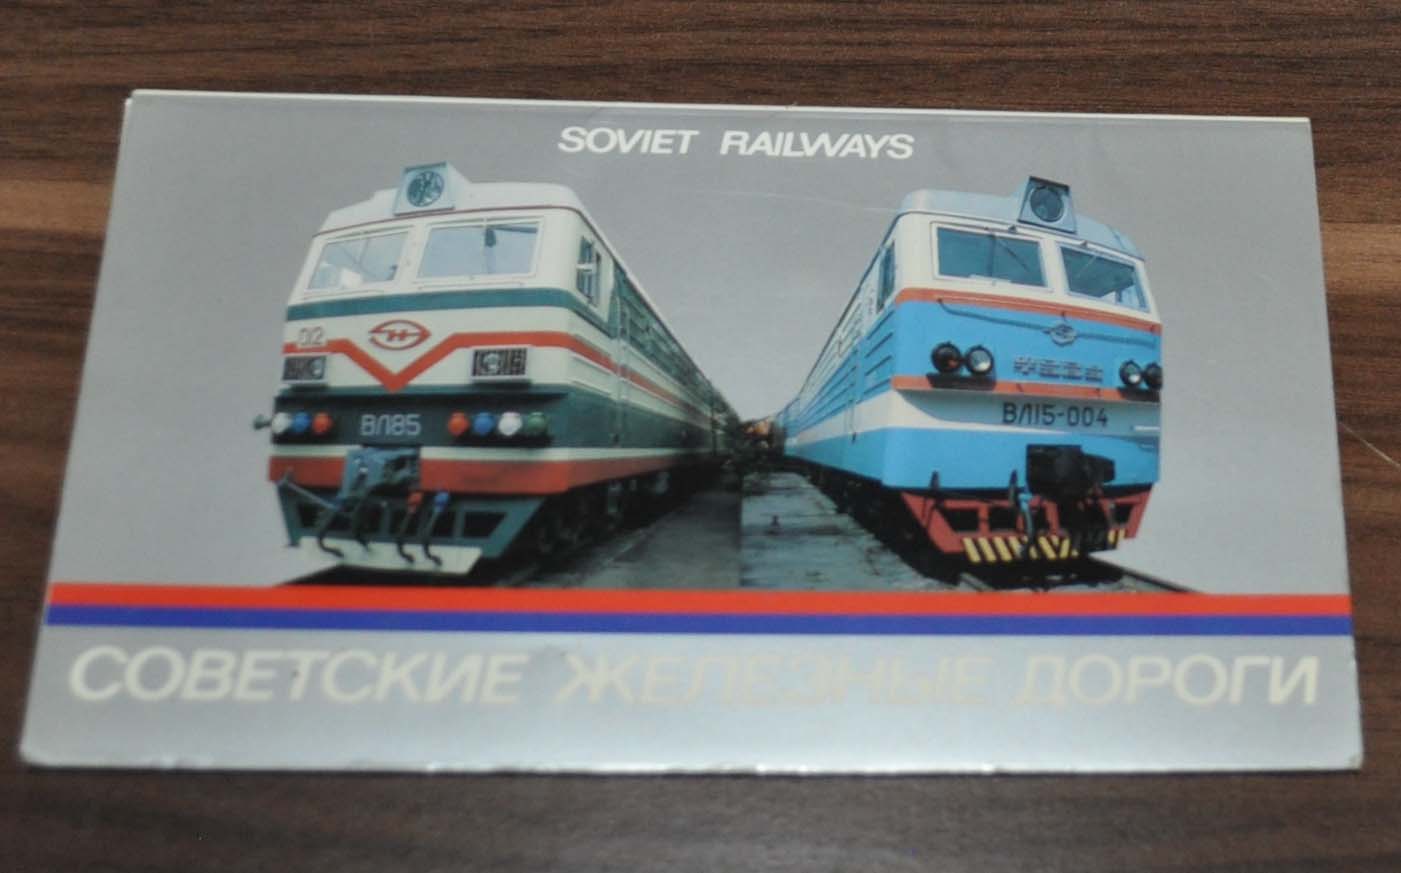 SOVIET RAILWAYS
012
ВЛ85
ВЛ15-004
СОВЕТСКИЕ ЖЕЛЕЗНЫЕ ДОРОГИ